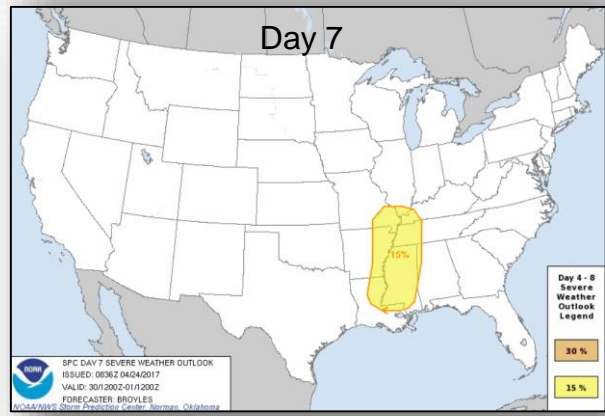 Day 7
15%
Day 4 - 8
Severe
Weather
Outlook
Legend
30 %
15 %
NOAA
SPC DAY 7 SEVERE WEATHER OUTLOOK
ISSUED: 0836Z 04/24/2017
VALID: 30/1200Z-01/1200Z
FORECASTER: BROYLES
NOAA/NWS Storm Prediction Center, Norman, Oklahoma